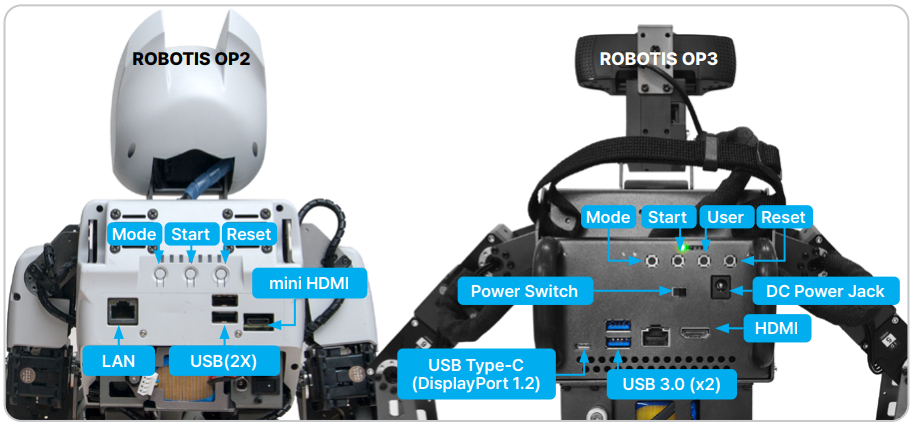 ROBOTIS OP2
Mode
Start
Reset
mini HDMI
LAN
USB(2X)
ROBOTIS OP3
Mode
Start
User
Reset
Power Switch
DC Power Jack
HDMI
USB Type-C
(DisplayPort 1.2)
USB 3.0 (x2)